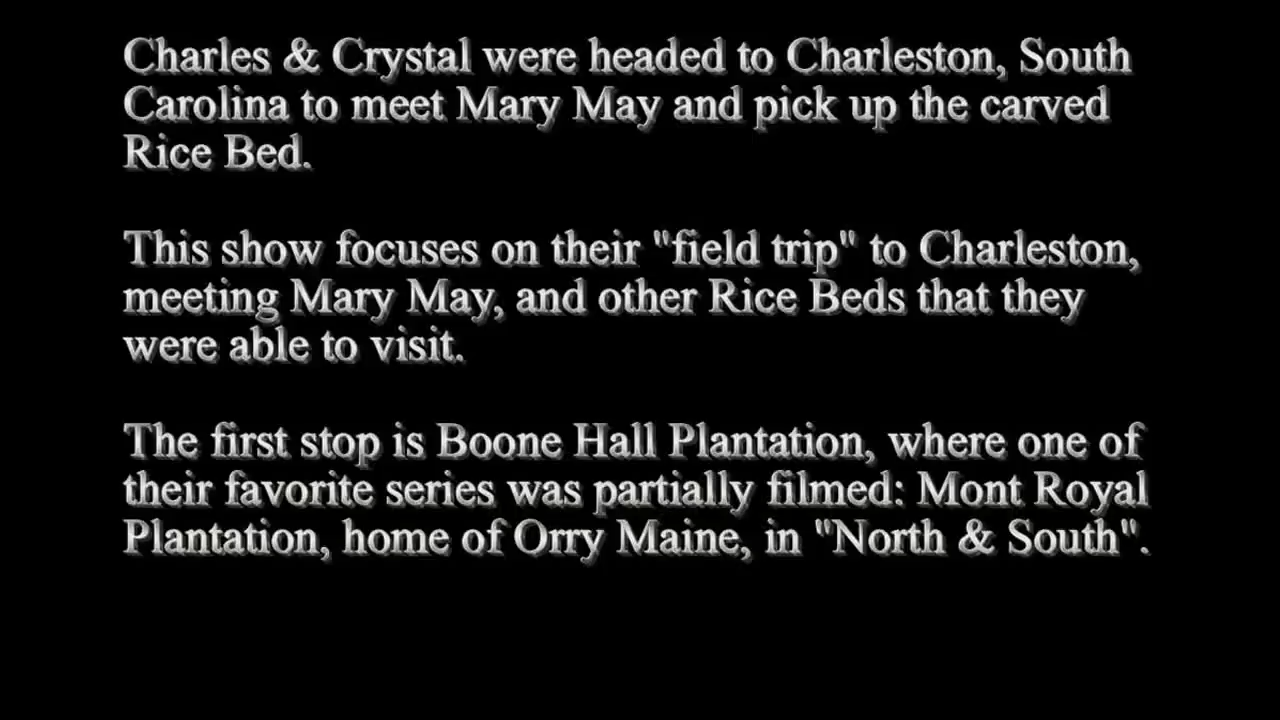 Charles & Crystal were headed to Charleston, South
Carolina to meet Mary May and pick up the carved
Rice Bed.
This show focuses on their "field trip" to Charleston,
meeting Mary May, and other Rice Beds that they
were able to visit.
The first stop is Boone Hall Plantation, where one of
their favorite series was partially filmed: Mont Royal
Plantation, home of Orry Maine, in "North & South".